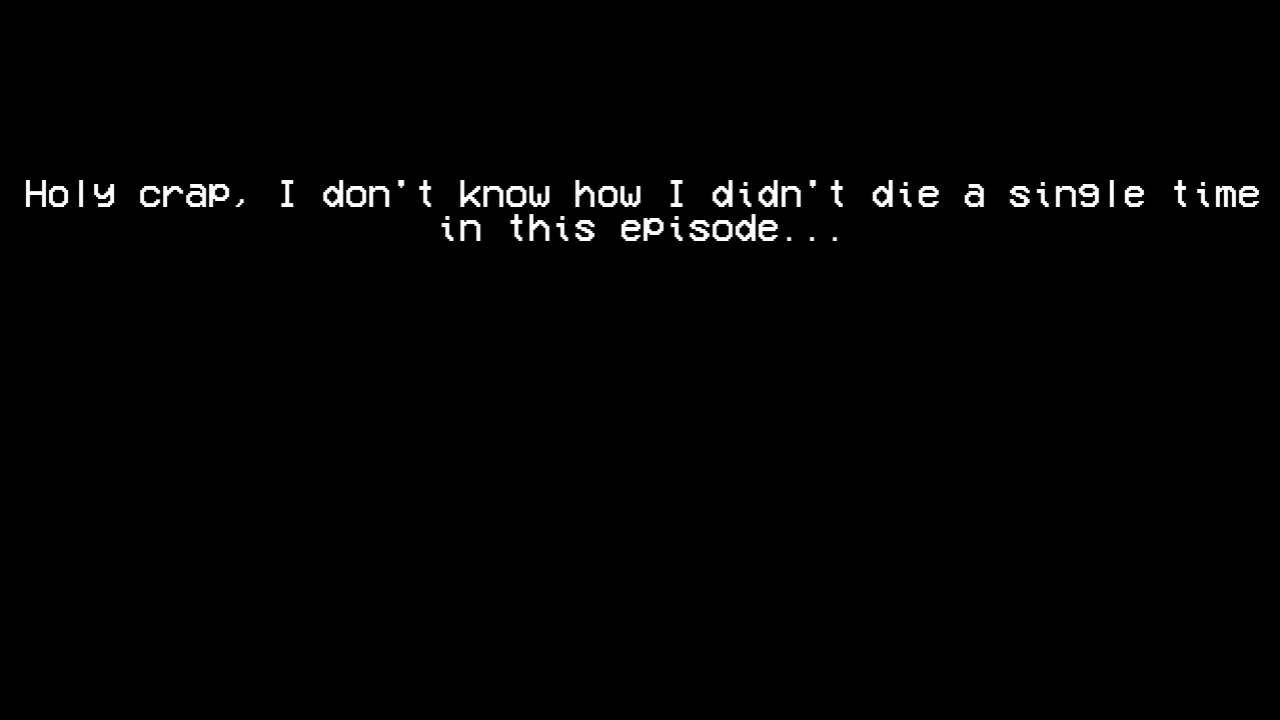 Holy crap, I don't know how I didn't die a single time
in this episode...